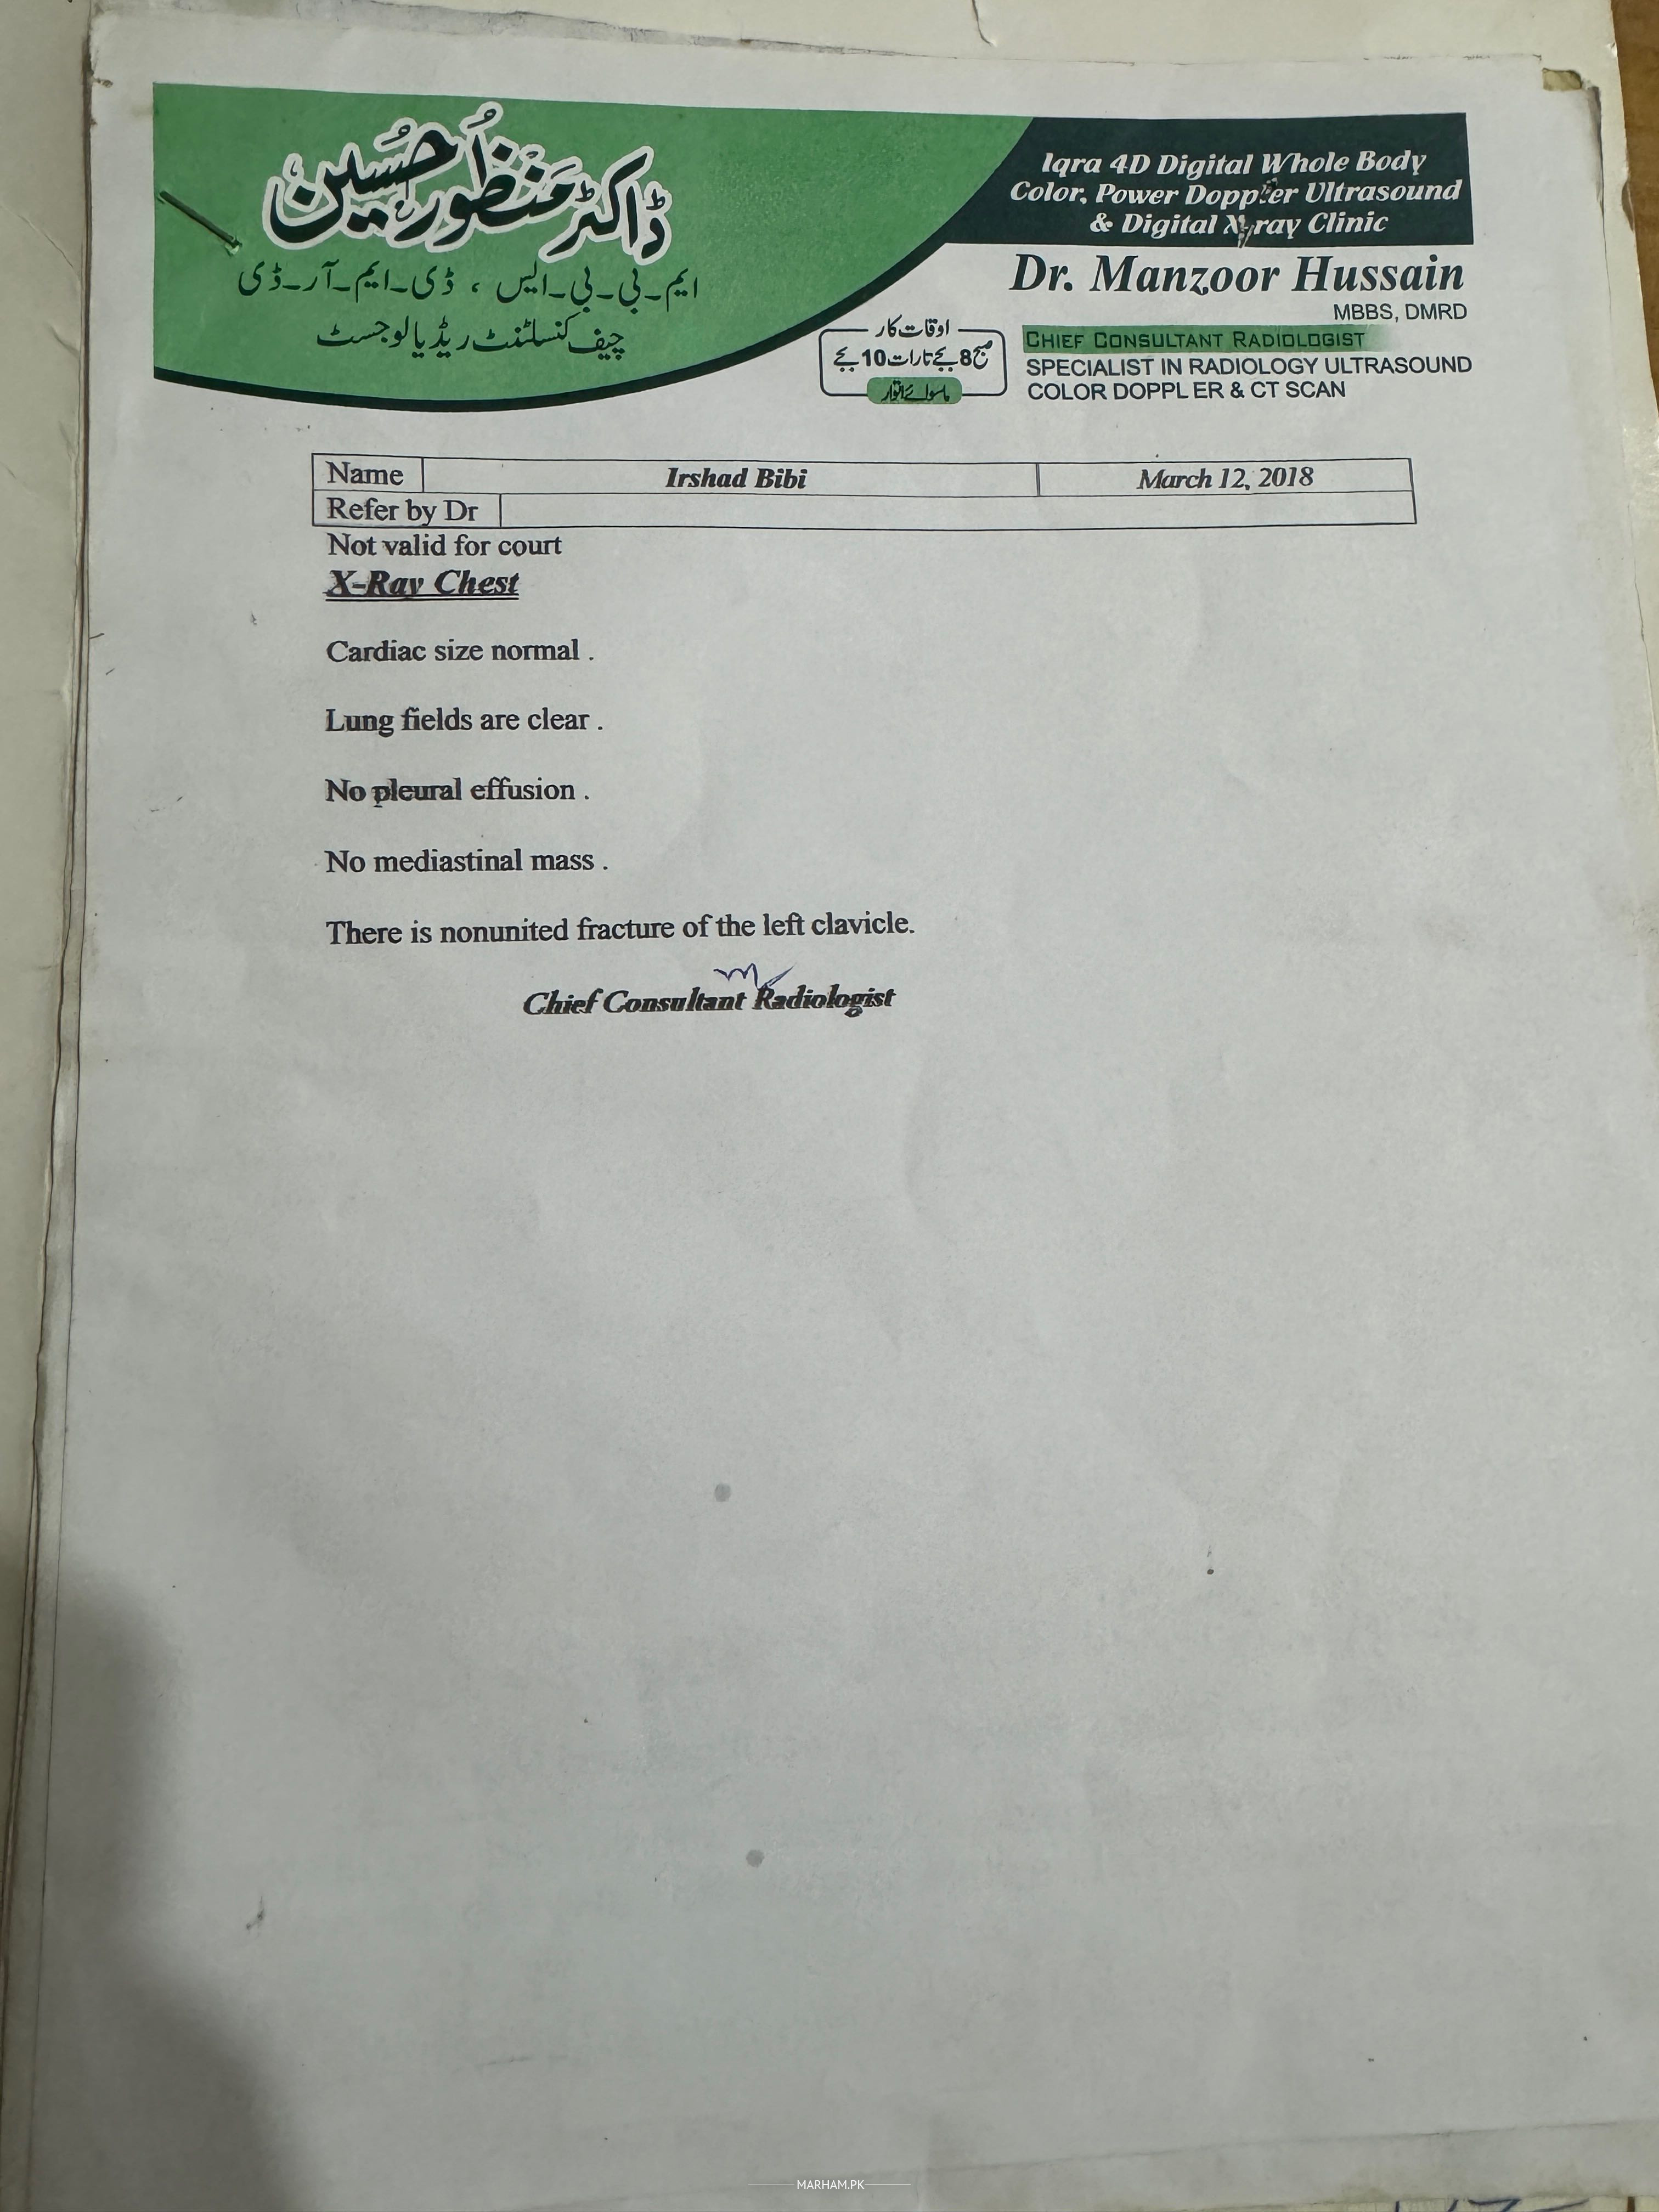 ڈاکٹر منظور حسین
ایم-بی-بی-ایس ، ڈی-ایم-آر-ڈی
چیف کنسلٹنٹ ریڈیالوجسٹ
Iqra 4D Digital Whole Body
Color, Power Doppler Ultrasound
& Digital X-ray Clinic
Dr. Manzoor Hussain
MBBS, DMRD
CHIEF CONSULTANT RADIOLOGIST
SPECIALIST IN RADIOLOGY ULTRASOUND
COLOR DOPPLER & CT SCAN
اوقات کار
صبح 8 بجے تا رات 10 بجے
ماسوائے اتوار
Name Irshad Bibi March 12, 2018
Refer by Dr
Not valid for court
X-Ray Chest
Cardiac size normal .
Lung fields are clear .
No pleural effusion .
No mediastinal mass .
There is nonunited fracture of the left clavicle.
Chief Consultant Radiologist
MARHAM.PK